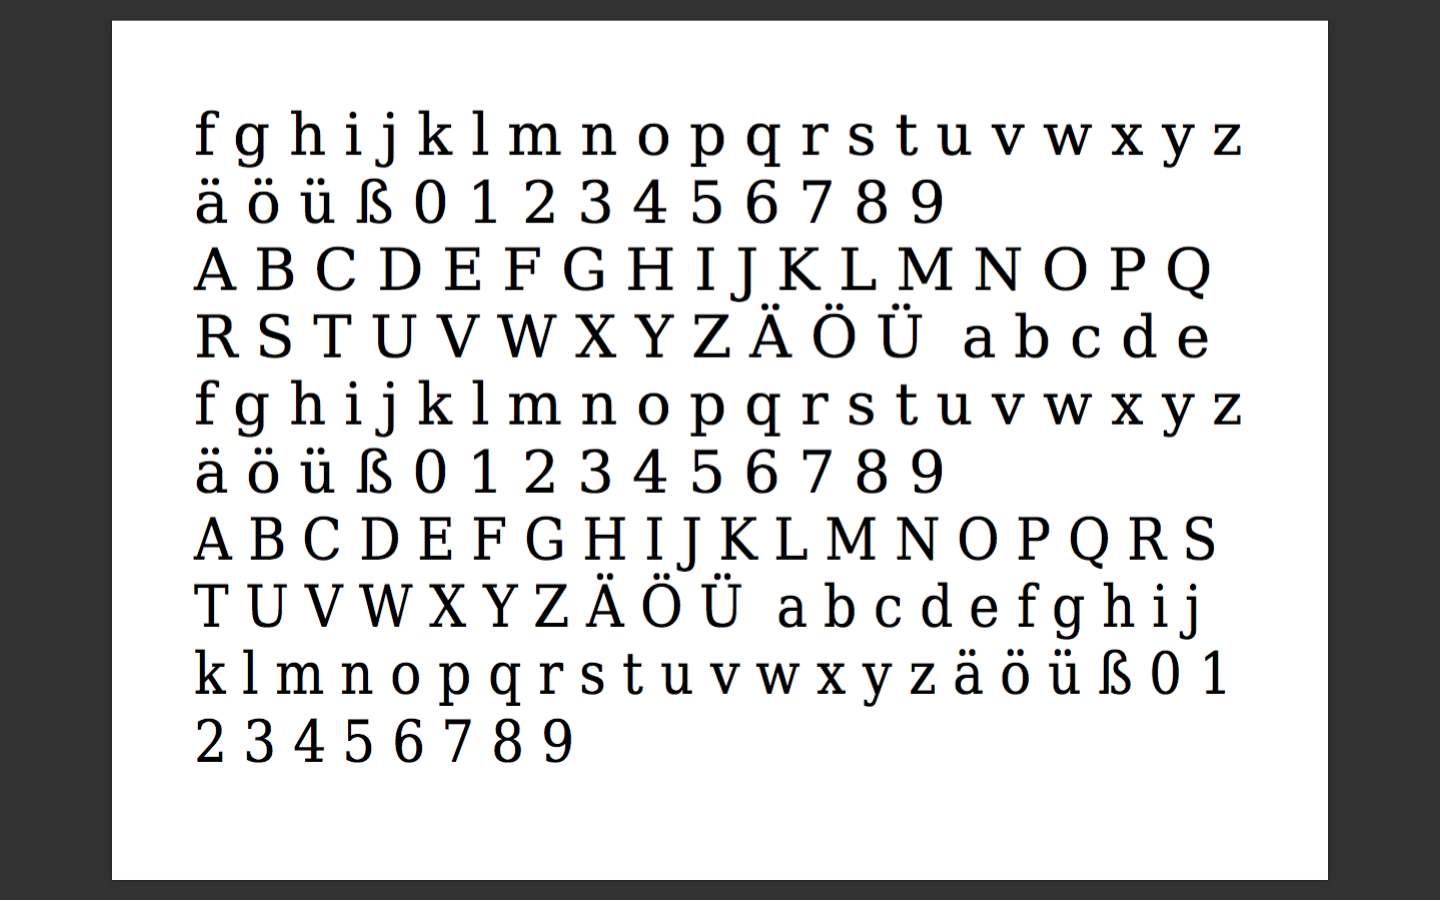 f g h i j k l m n o p q r s t u v w x y z
ä ö ü ß 0 1 2 3 4 5 6 7 8 9
A B C D E F G H I J K L M N O P Q
R S T U V W X Y Z Ä Ö Ü a b c d e
f g h i j k l m n o p q r s t u v w x y z
ä ö ü ß 0 1 2 3 4 5 6 7 8 9
A B C D E F G H I J K L M N O P Q R S
T U V W X Y Z Ä Ö Ü a b c d e f g h i j
k l m n o p q r s t u v w x y z ä ö ü ß 0 1
2 3 4 5 6 7 8 9